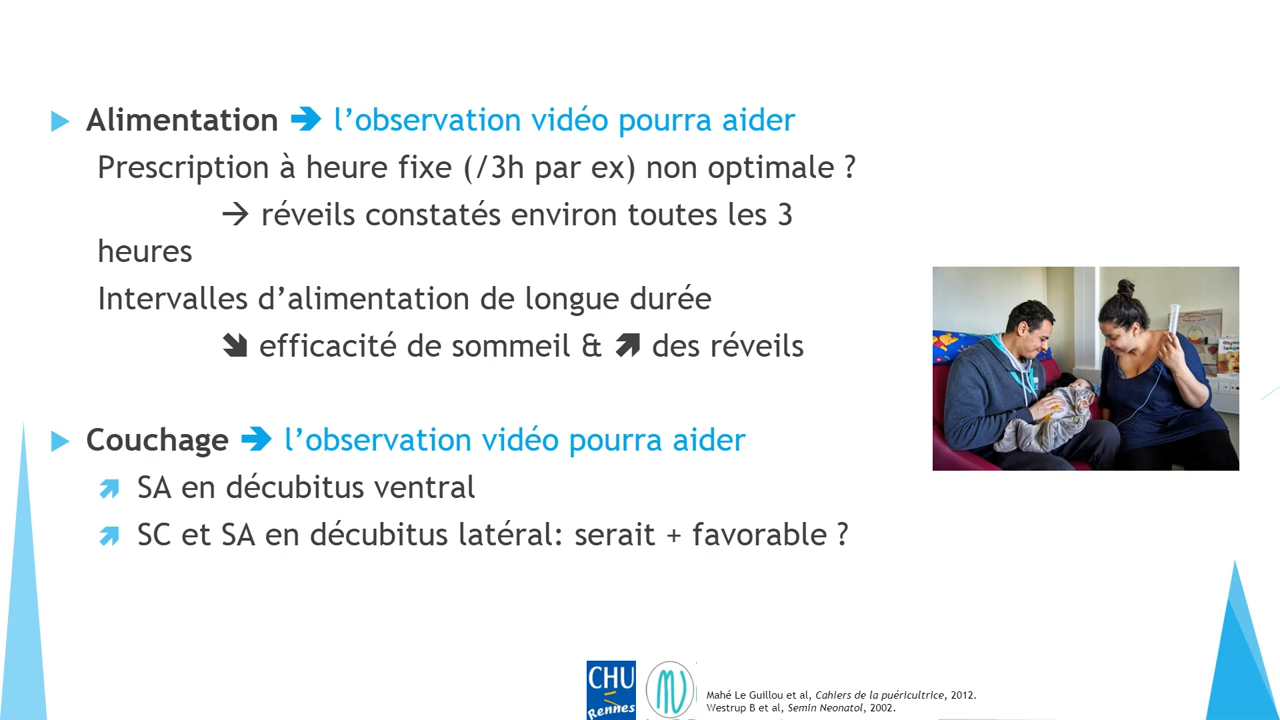 Alimentation 🡺 l’observation vidéo pourra aider
Prescription à heure fixe (/3h par ex) non optimale ?
→ réveils constatés environ toutes les 3
heures
Intervalles d’alimentation de longue durée
🡾 efficacité de sommeil & 🡽 des réveils
Couchage 🡺 l’observation vidéo pourra aider
🡽 SA en décubitus ventral
🡽 SC et SA en décubitus latéral: serait + favorable ?
CHU
Rennes
Mahé Le Guillou et al, Cahiers de la puéricultrice, 2012.
Westrup B et al, Semin Neonatol, 2002.